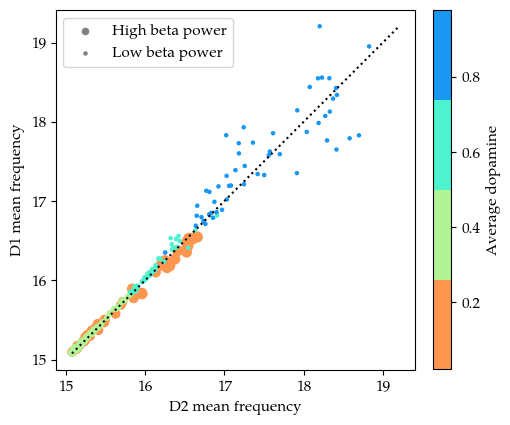 High beta power
Low beta power
19
18
17
16
15
D1 mean frequency
15
16
17
18
19
D2 mean frequency
0.8
0.6
0.4
0.2
Average dopamine